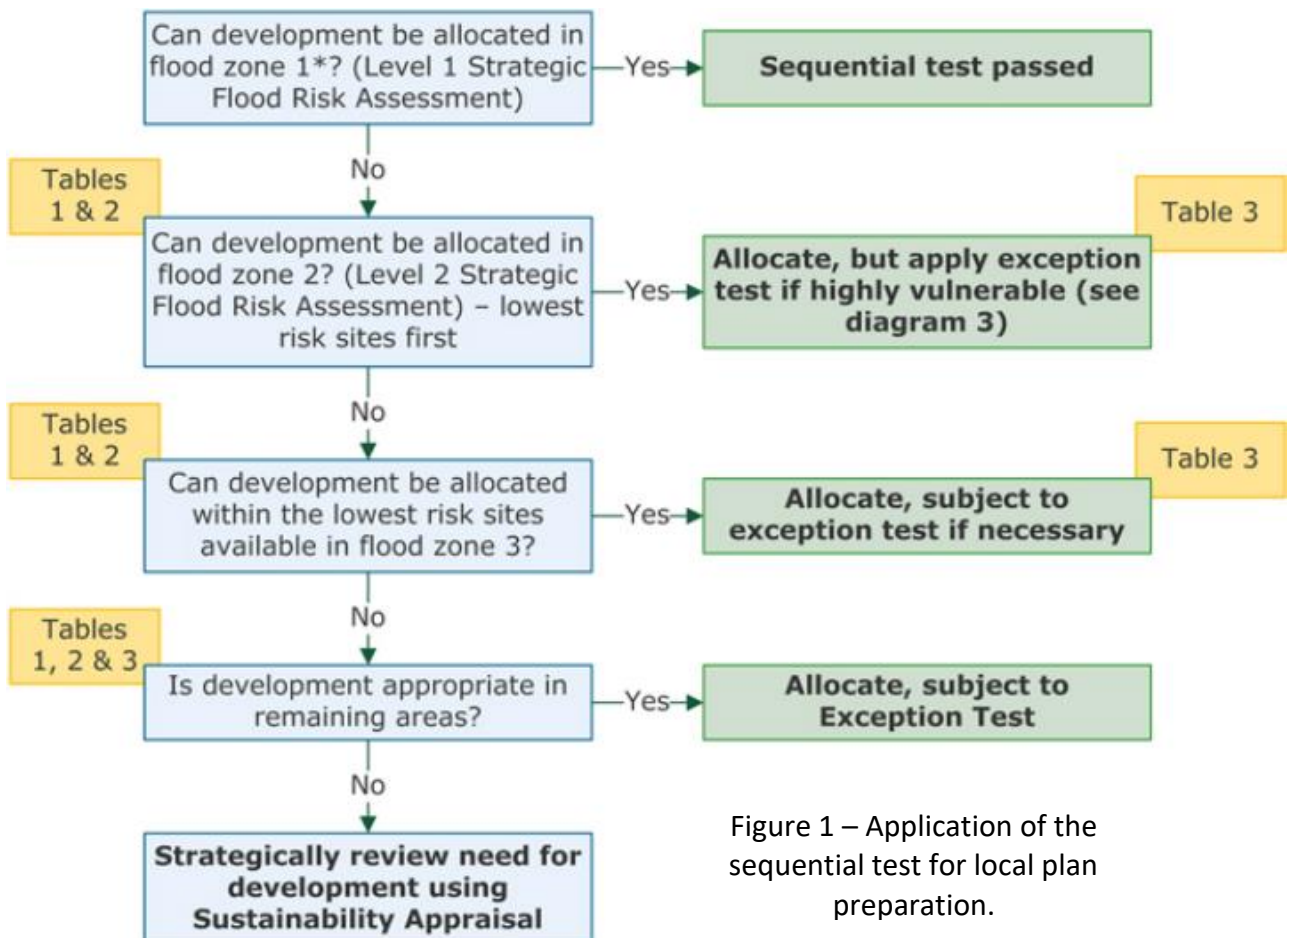 Can development be allocated in
flood zone 1*? (Level 1 Strategic
Flood Risk Assessment)
Yes
Sequential test passed
No
Tables
1 & 2
Can development be allocated in
flood zone 2? (Level 2 Strategic
Flood Risk Assessment) – lowest
risk sites first
Yes
Allocate, but apply exception
test if highly vulnerable (see
diagram 3)
Table 3
No
Tables
1 & 2
Can development be allocated
within the lowest risk sites
available in flood zone 3?
Yes
Allocate, subject to
exception test if necessary
Table 3
No
Tables
1, 2 & 3
Is development appropriate in
remaining areas?
Yes
Allocate, subject to
Exception Test
No
Strategically review need for
development using
Sustainability Appraisal
Figure 1 – Application of the
sequential test for local plan
preparation.